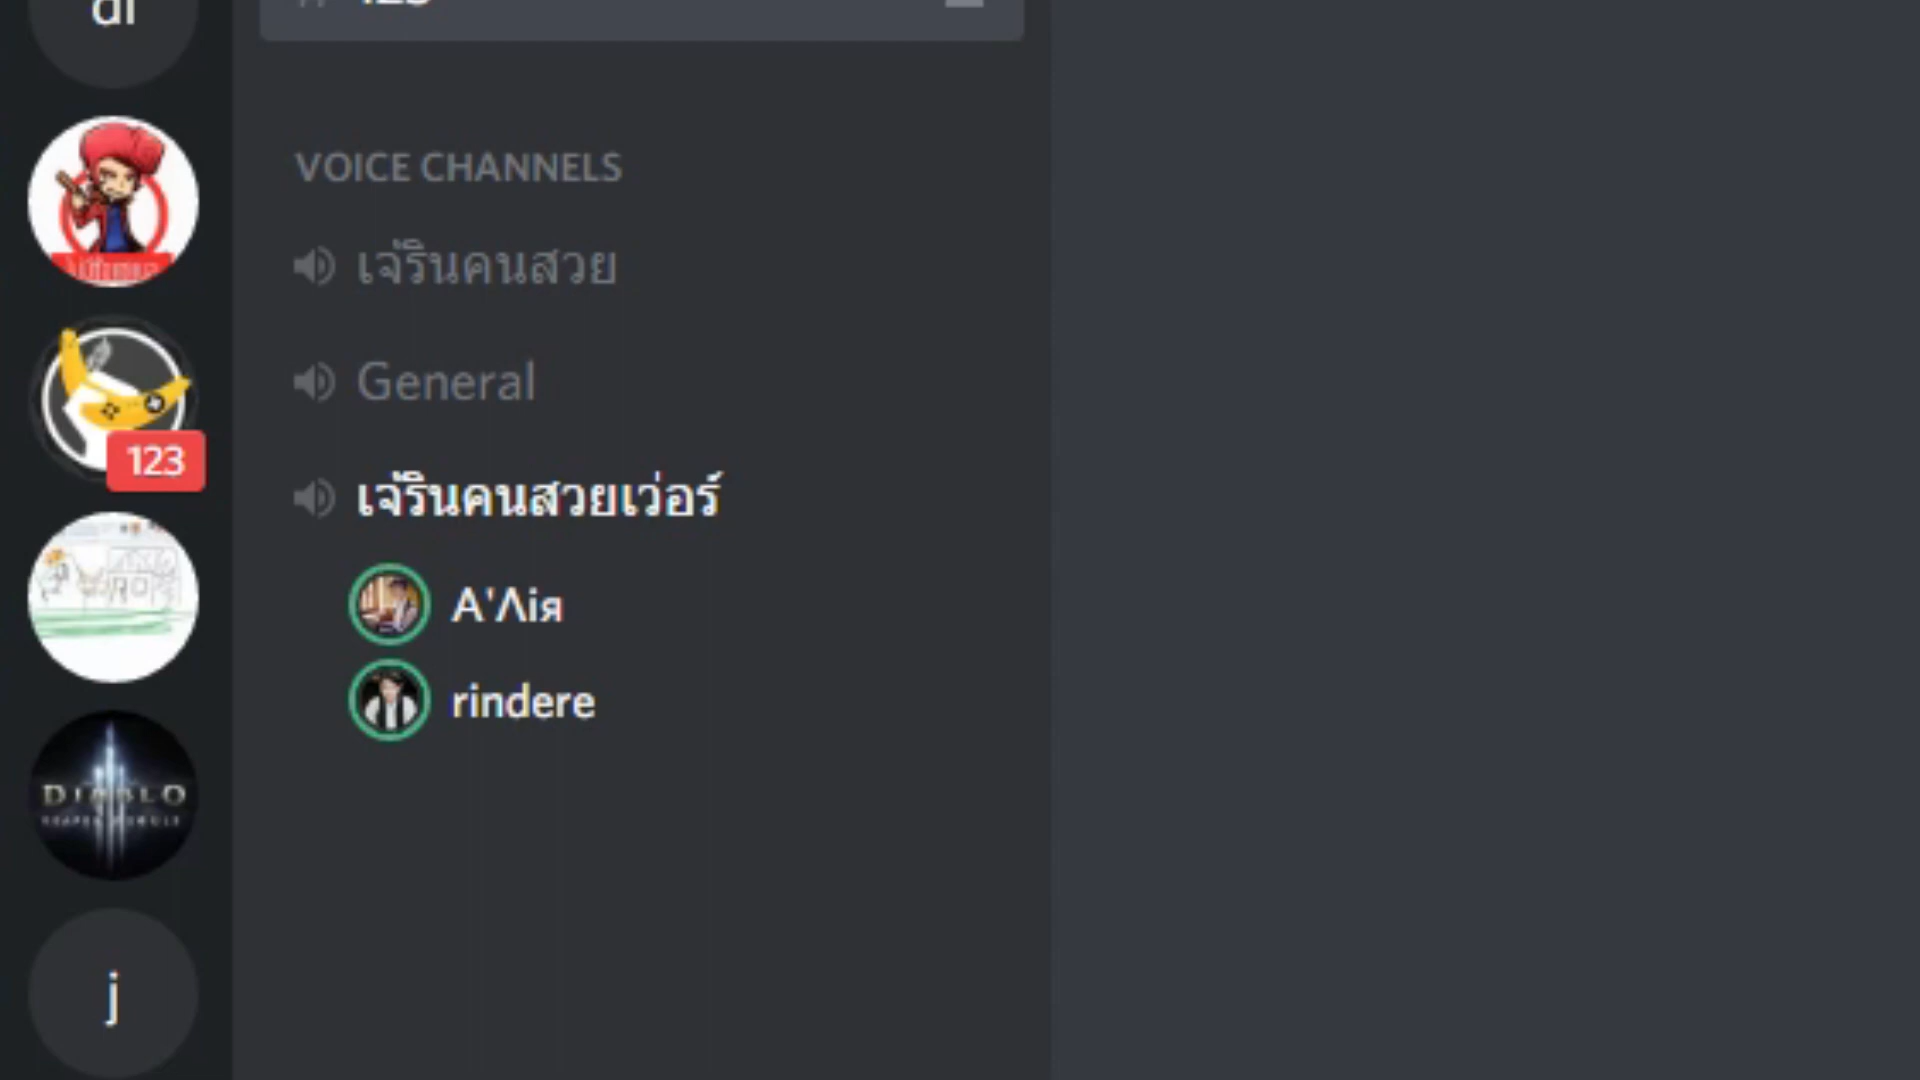 VOICE CHANNELS
เจ๊รินคนสวย
General
เจ๊รินคนสวยเว่อร์
A'Λiя
rindere
123
DIABLO
j